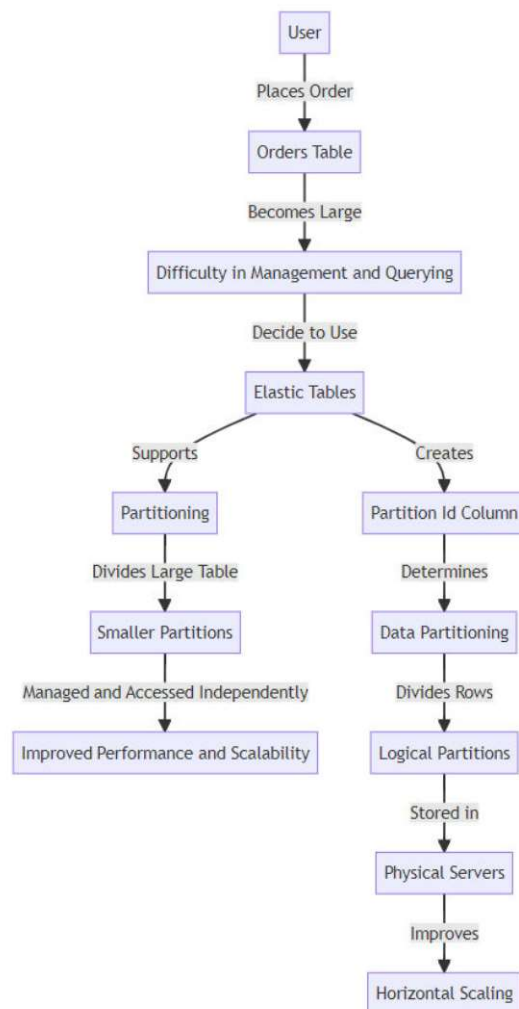 User
Places Order
Orders Table
Becomes Large
Difficulty in Management and Querying
Decide to Use
Elastic Tables
Supports
Creates
Partitioning
Partition Id Column
Divides Large Table
Determines
Smaller Partitions
Data Partitioning
Managed and Accessed Independently
Divides Rows
Improved Performance and Scalability
Logical Partitions
Stored in
Physical Servers
Improves
Horizontal Scaling